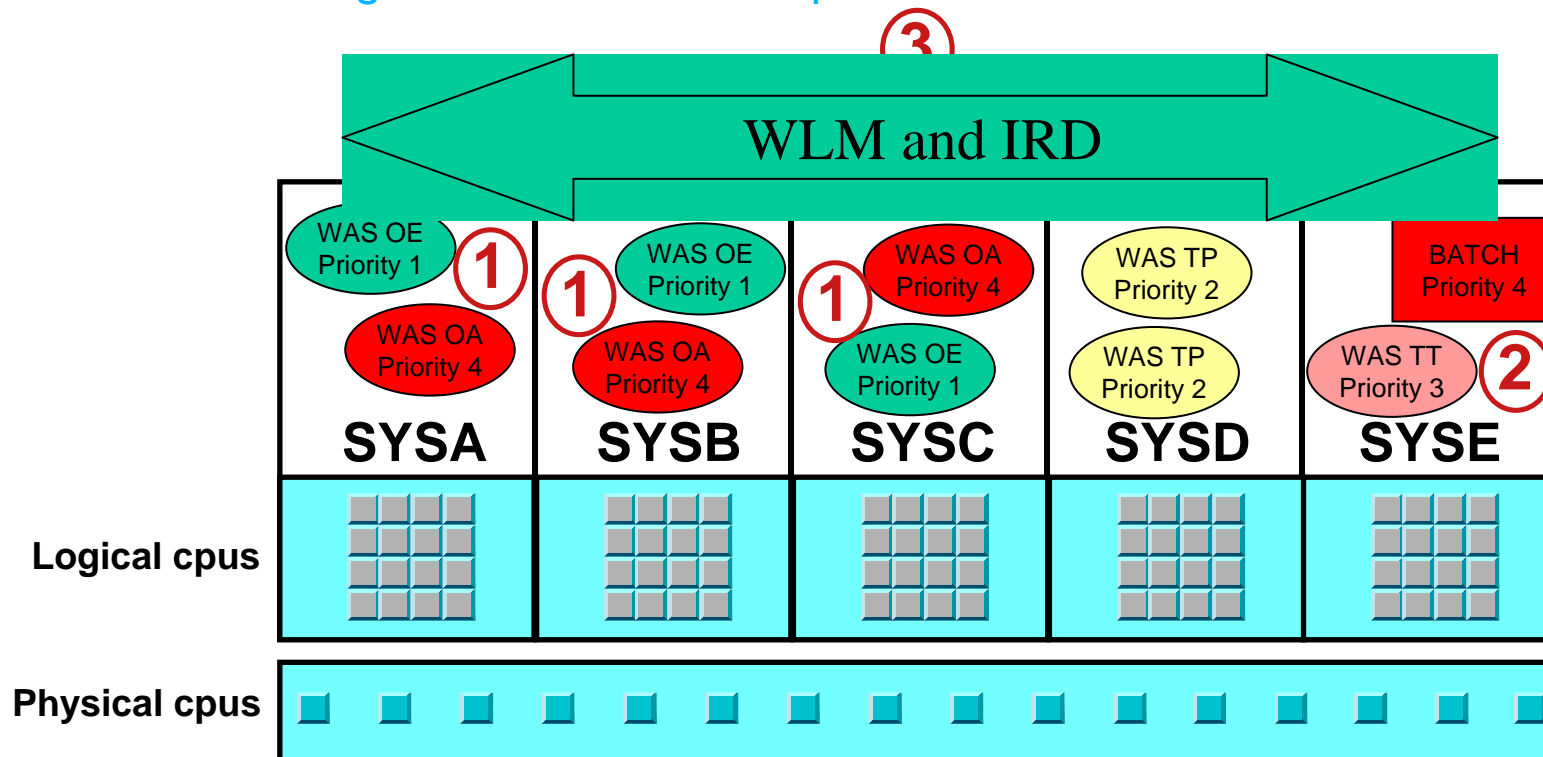 3
WLM and IRD
WAS OE
Priority 1
1
WAS OA
Priority 4
SYSA
1
WAS OE
Priority 1
WAS OA
Priority 4
SYSB
WAS OA
Priority 4
1
WAS OE
Priority 1
SYSC
WAS TP
Priority 2
WAS TP
Priority 2
SYSD
BATCH
Priority 4
WAS TT
Priority 3
2
SYSE
Logical cpus
Physical cpus